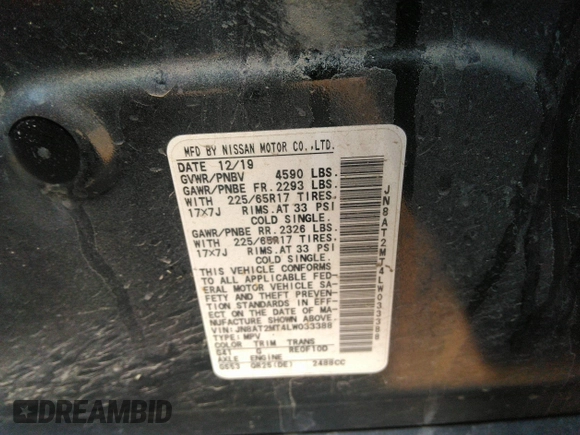 MFD BY NISSAN MOTOR CO.,LTD.
DATE 12/19
GVWR/PNBV 4590 LBS.
GAWR/PNBE FR. 2293 LBS.
WITH 225/65R17 TIRES.
17X7J RIMS.AT 33 PSI
COLD SINGLE.
GAWR/PNBE RR. 2326 LBS.
WITH 225/65R17 TIRES.
17X7J RIMS.AT 33 PSI
COLD SINGLE.
THIS VEHICLE CONFORMS
TO ALL APPLICABLE FED-
ERAL MOTOR VEHICLE SA-
FETY AND THEFT PREVEN-
TION STANDARDS IN EFF-
ECT ON THE DATE OF MA-
NUFACTURE SHOWN ABOVE.
VIN:JN8AT2MT4LW033388
TYPE:MPV
COLOR TRIM TRANS
G41 G RE0F10D
AXLE ENGINE
GS53 QR25(DE) 2488CC
JN8AT2MT4LW033388
DREAMBID